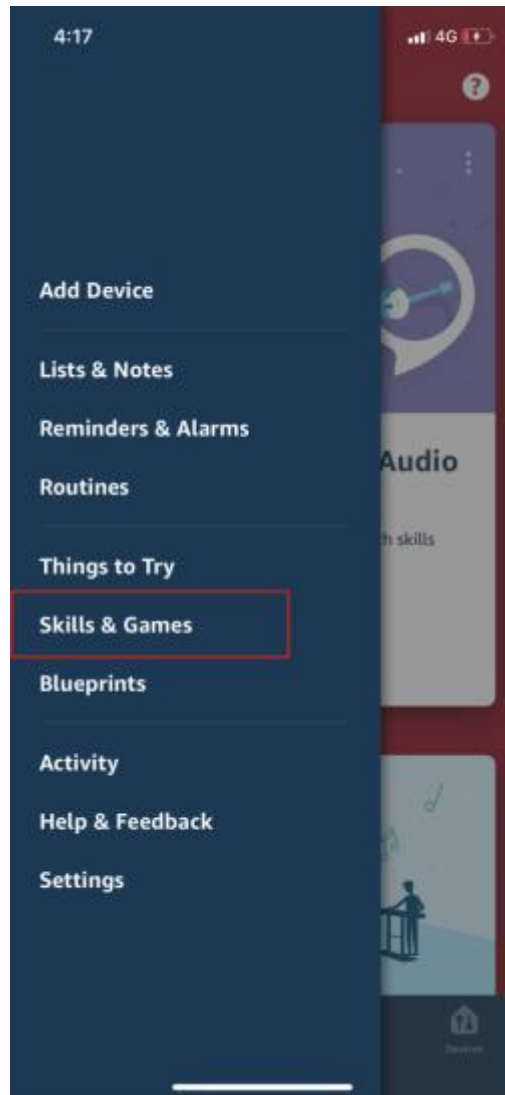 4:17
4G
?
Add Device
Lists & Notes
Reminders & Alarms
Audio
Routines
h skills
Things to Try
Skills & Games
Blueprints
Activity
Help & Feedback
Settings
Devices